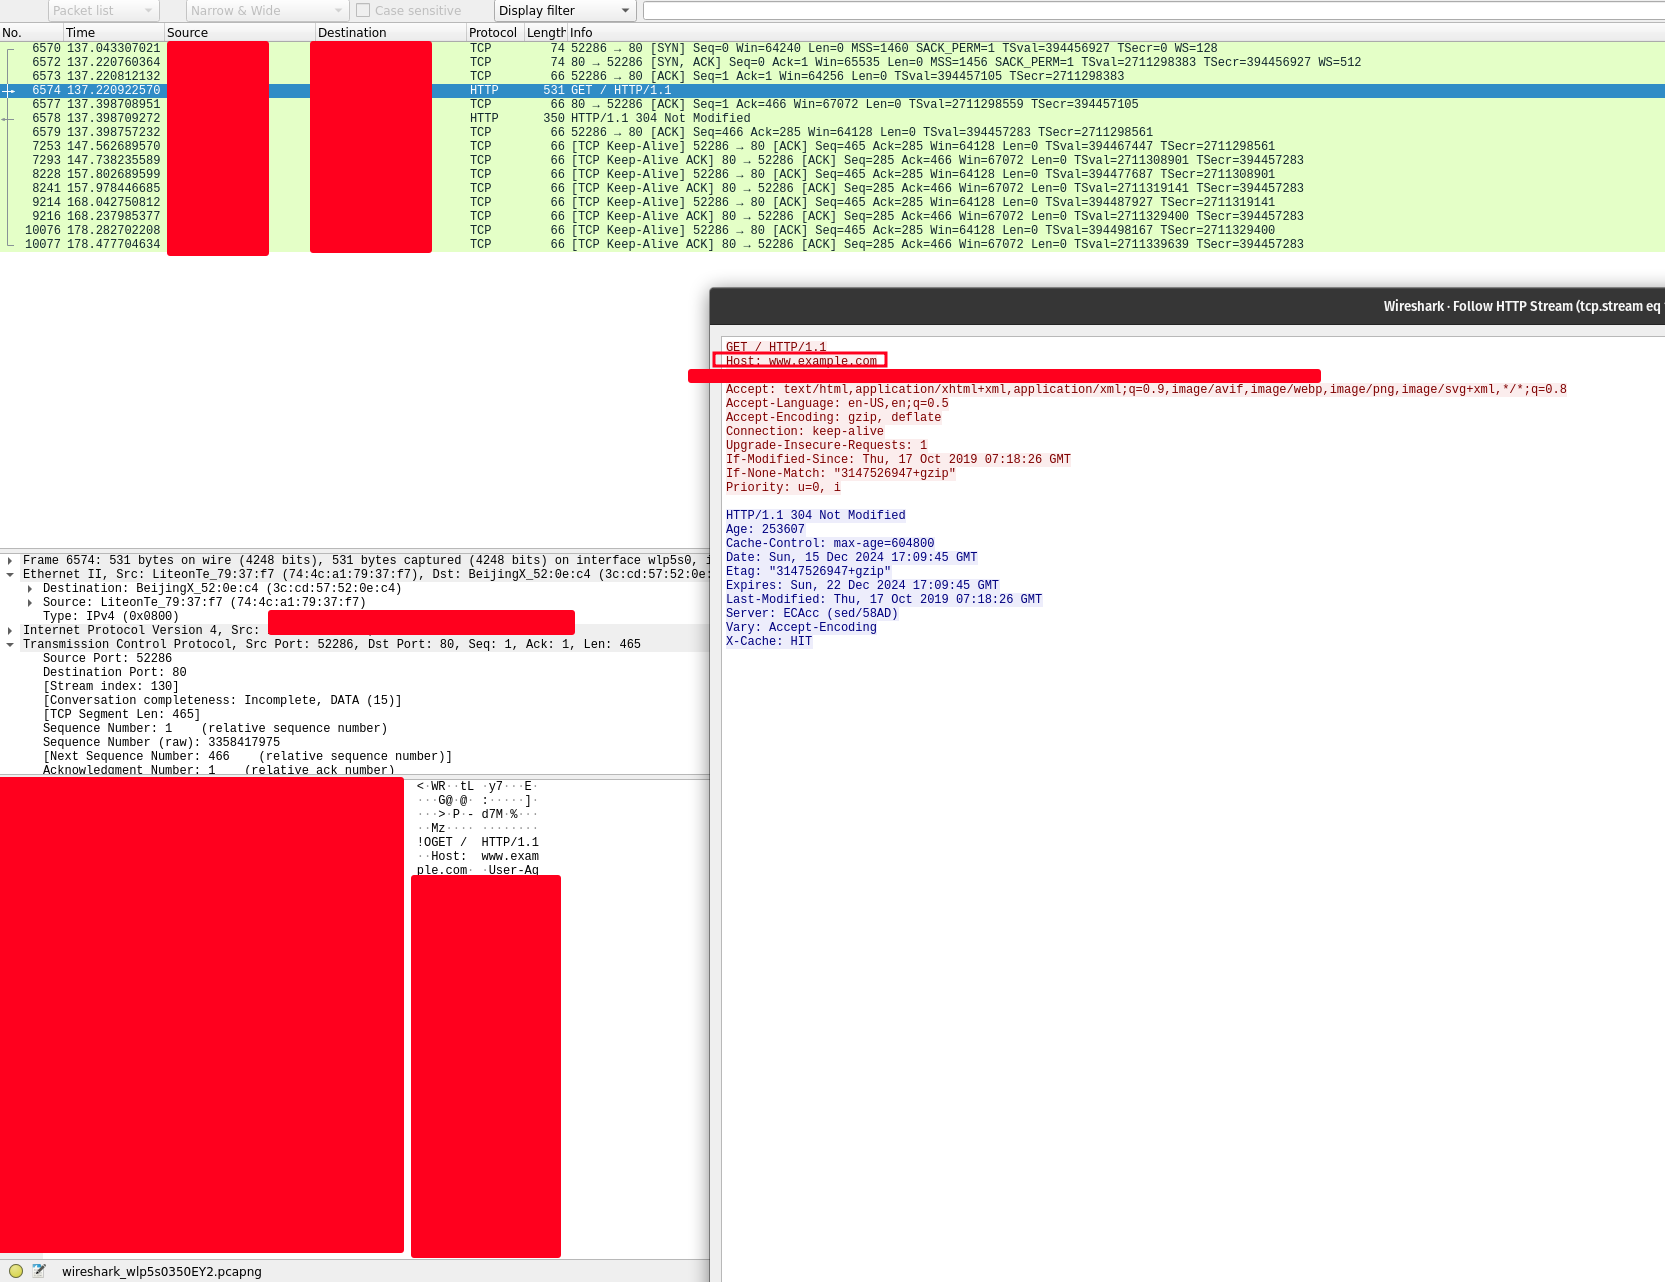 Packet list Narrow & Wide Case sensitive Display filter
No. Time Source Destination Protocol Length Info
6570 137.043307021 TCP 74 52286 → 80 [SYN] Seq=0 Win=64240 Len=0 MSS=1460 SACK_PERM=1 TSval=394456927 TSecr=0 WS=128
6572 137.220760364 TCP 74 80 → 52286 [SYN, ACK] Seq=0 Ack=1 Win=65535 Len=0 MSS=1456 SACK_PERM=1 TSval=2711298383 TSecr=394456927 WS=512
6573 137.220812132 TCP 66 52286 → 80 [ACK] Seq=1 Ack=1 Win=64256 Len=0 TSval=394457105 TSecr=2711298383
6574 137.220922570 HTTP 531 GET / HTTP/1.1
6577 137.398708951 TCP 66 80 → 52286 [ACK] Seq=1 Ack=466 Win=67072 Len=0 TSval=2711298559 TSecr=394457105
6578 137.398709272 HTTP 350 HTTP/1.1 304 Not Modified
6579 137.398757232 TCP 66 52286 → 80 [ACK] Seq=466 Ack=285 Win=64128 Len=0 TSval=394457283 TSecr=2711298561
7253 147.562689570 TCP 66 [TCP Keep-Alive] 52286 → 80 [ACK] Seq=465 Ack=285 Win=64128 Len=0 TSval=394467447 TSecr=2711298561
7293 147.738235589 TCP 66 [TCP Keep-Alive ACK] 80 → 52286 [ACK] Seq=285 Ack=466 Win=67072 Len=0 TSval=2711308901 TSecr=394457283
8228 157.802689599 TCP 66 [TCP Keep-Alive] 52286 → 80 [ACK] Seq=465 Ack=285 Win=64128 Len=0 TSval=394477687 TSecr=2711308901
8241 157.978446685 TCP 66 [TCP Keep-Alive ACK] 80 → 52286 [ACK] Seq=285 Ack=466 Win=67072 Len=0 TSval=2711319141 TSecr=394457283
9214 168.042750812 TCP 66 [TCP Keep-Alive] 52286 → 80 [ACK] Seq=465 Ack=285 Win=64128 Len=0 TSval=394487927 TSecr=2711319141
9216 168.237985377 TCP 66 [TCP Keep-Alive ACK] 80 → 52286 [ACK] Seq=285 Ack=466 Win=67072 Len=0 TSval=2711329400 TSecr=394457283
10076 178.282702208 TCP 66 [TCP Keep-Alive] 52286 → 80 [ACK] Seq=465 Ack=285 Win=64128 Len=0 TSval=394498167 TSecr=2711329400
10077 178.477704634 TCP 66 [TCP Keep-Alive ACK] 80 → 52286 [ACK] Seq=285 Ack=466 Win=67072 Len=0 TSval=2711339639 TSecr=394457283
Wireshark · Follow HTTP Stream (tcp.stream eq
GET / HTTP/1.1
Host: www.example.com
Accept: text/html,application/xhtml+xml,application/xml;q=0.9,image/avif,image/webp,image/png,image/svg+xml,*/*;q=0.8
Accept-Language: en-US,en;q=0.5
Accept-Encoding: gzip, deflate
Connection: keep-alive
Upgrade-Insecure-Requests: 1
If-Modified-Since: Thu, 17 Oct 2019 07:18:26 GMT
If-None-Match: "3147526947+gzip"
Priority: u=0, i
HTTP/1.1 304 Not Modified
Age: 253607
Cache-Control: max-age=604800
Date: Sun, 15 Dec 2024 17:09:45 GMT
Etag: "3147526947+gzip"
Expires: Sun, 22 Dec 2024 17:09:45 GMT
Last-Modified: Thu, 17 Oct 2019 07:18:26 GMT
Server: ECAcc (sed/58AD)
Vary: Accept-Encoding
X-Cache: HIT
Frame 6574: 531 bytes on wire (4248 bits), 531 bytes captured (4248 bits) on interface wlp5s0, i
Ethernet II, Src: LiteonTe_79:37:f7 (74:4c:a1:79:37:f7), Dst: BeijingX_52:0e:c4 (3c:cd:57:52:0e:
Destination: BeijingX_52:0e:c4 (3c:cd:57:52:0e:c4)
Source: LiteonTe_79:37:f7 (74:4c:a1:79:37:f7)
Type: IPv4 (0x0800)
Internet Protocol Version 4, Src:
Transmission Control Protocol, Src Port: 52286, Dst Port: 80, Seq: 1, Ack: 1, Len: 465
Source Port: 52286
Destination Port: 80
[Stream index: 130]
[Conversation completeness: Incomplete, DATA (15)]
[TCP Segment Len: 465]
Sequence Number: 1 (relative sequence number)
Sequence Number (raw): 3358417975
[Next Sequence Number: 466 (relative sequence number)]
Acknowledgment Number: 1 (relative ack number)
<·WR··tL ·y7···E·
···G@·@· :·····]·
···>·P·- d7M·%···
··Mz···· ········
!OGET / HTTP/1.1
··Host: www.exam
ple.com· ·User-Ag
wireshark_wlp5s0350EY2.pcapng